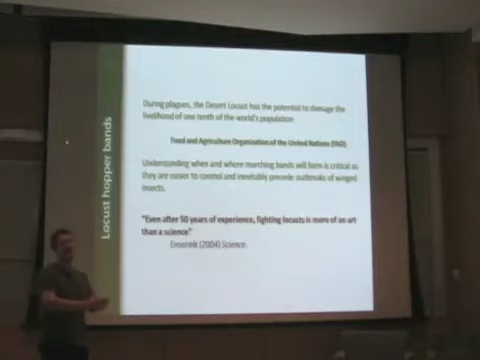 Locust hopper bands
During plagues, the Desert Locust has the potential to damage the
livelihood of one tenth of the world's population
Food and Agriculture Organization of the United Nations (FAO)
Understanding when and where marching bands will form is critical as
they are easier to control and inevitably precede outbreaks of winged
insects.
"Even after 50 years of experience, fighting locusts is more of an art
than a science"
Enserink (2004) Science.